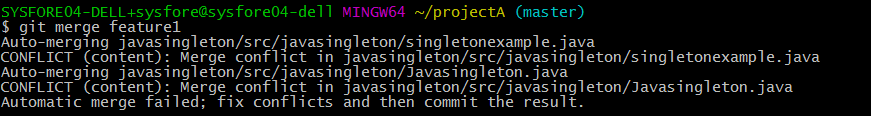 SYSFORE04-DELL+sysfore@sysfore04-dell MINGW64 ~/projectA (master)
$ git merge feature1
Auto-merging javasingleton/src/javasingleton/singletonexample.java
CONFLICT (content): Merge conflict in javasingleton/src/javasingleton/singletonexample.java
Auto-merging javasingleton/src/javasingleton/Javasingleton.java
CONFLICT (content): Merge conflict in javasingleton/src/javasingleton/Javasingleton.java
Automatic merge failed; fix conflicts and then commit the result.